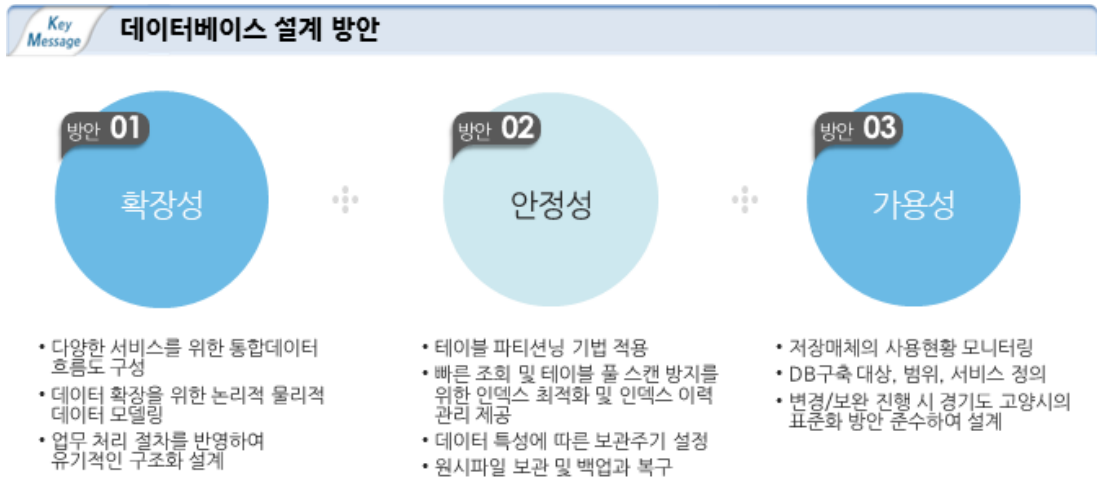 Key
Message
데이터베이스 설계 방안
방안 01
확장성
• 다양한 서비스를 위한 통합데이터
흐름도 구성
• 데이터 확장을 위한 논리적 물리적
데이터 모델링
• 업무 처리 절차를 반영하여
유기적인 구조화 설계
방안 02
안정성
• 테이블 파티셔닝 기법 적용
• 빠른 조회 및 테이블 풀 스캔 방지를
위한 인덱스 최적화 및 인덱스 이력
관리 제공
• 데이터 특성에 따른 보관주기 설정
• 원시파일 보관 및 백업과 복구
방안 03
가용성
• 저장매체의 사용현황 모니터링
• DB구축 대상, 범위, 서비스 정의
• 변경/보완 진행 시 경기도 고양시의
표준화 방안 준수하여 설계